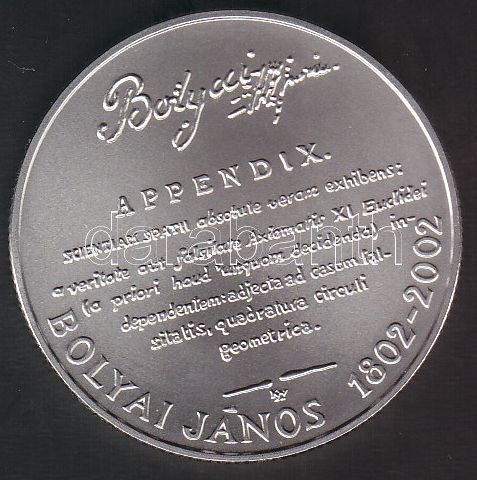 Bolyai
APPENDIX.
SCIENTIAM SPATII absolute veram exhibens:
a veritate aut falsitate Axiomatis XI Euclidei
(a priori haud unquam decidenda) in-
dependentem: adjecta ad casum fal-
sitatis, quadratura circuli
geometrica.
BOLYAI JÁNOS 1802-2002
darabanth